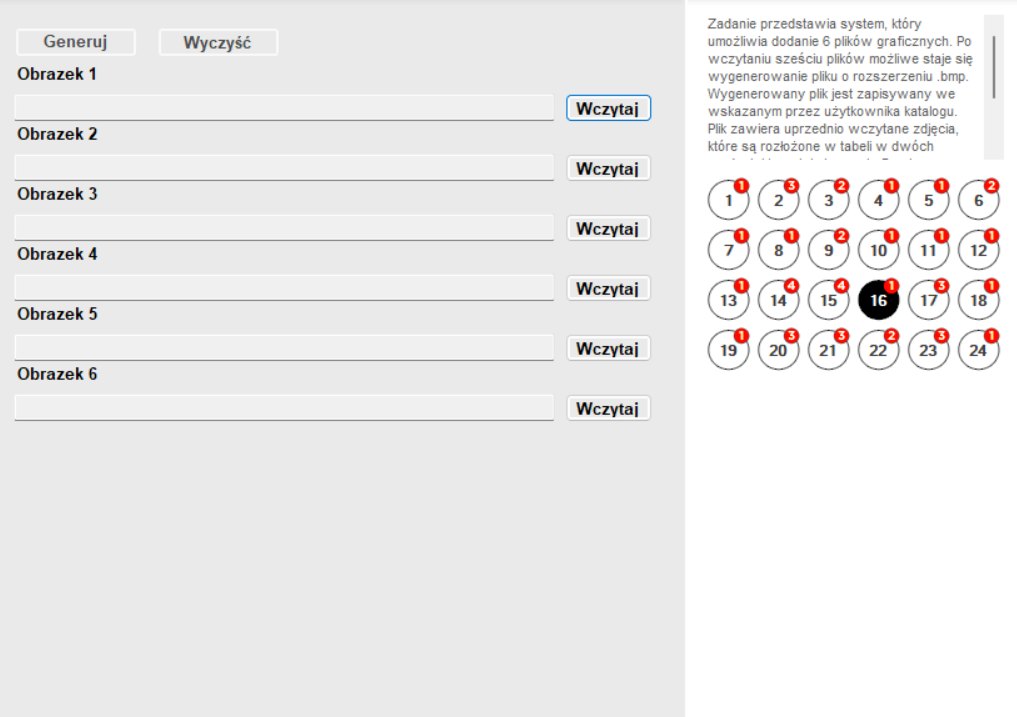 Generuj
Wyczyść
Obrazek 1
Wczytaj
Obrazek 2
Wczytaj
Obrazek 3
Wczytaj
Obrazek 4
Wczytaj
Obrazek 5
Wczytaj
Obrazek 6
Wczytaj
Zadanie przedstawia system, który
umożliwia dodanie 6 plików graficznych. Po
wczytaniu sześciu plików możliwe staje się
wygenerowanie pliku o rozszerzeniu .bmp.
Wygenerowany plik jest zapisywany we
wskazanym przez użytkownika katalogu.
Plik zawiera uprzednio wczytane zdjęcia,
które są rozłożone w tabeli w dwóch
1 1 2 3 3 2 4 1 5 1 6 2
7 1 8 1 9 2 10 1 11 1 12 1
13 1 14 4 15 4 16 1 17 3 18 1
19 1 20 3 21 3 22 2 23 3 24 1